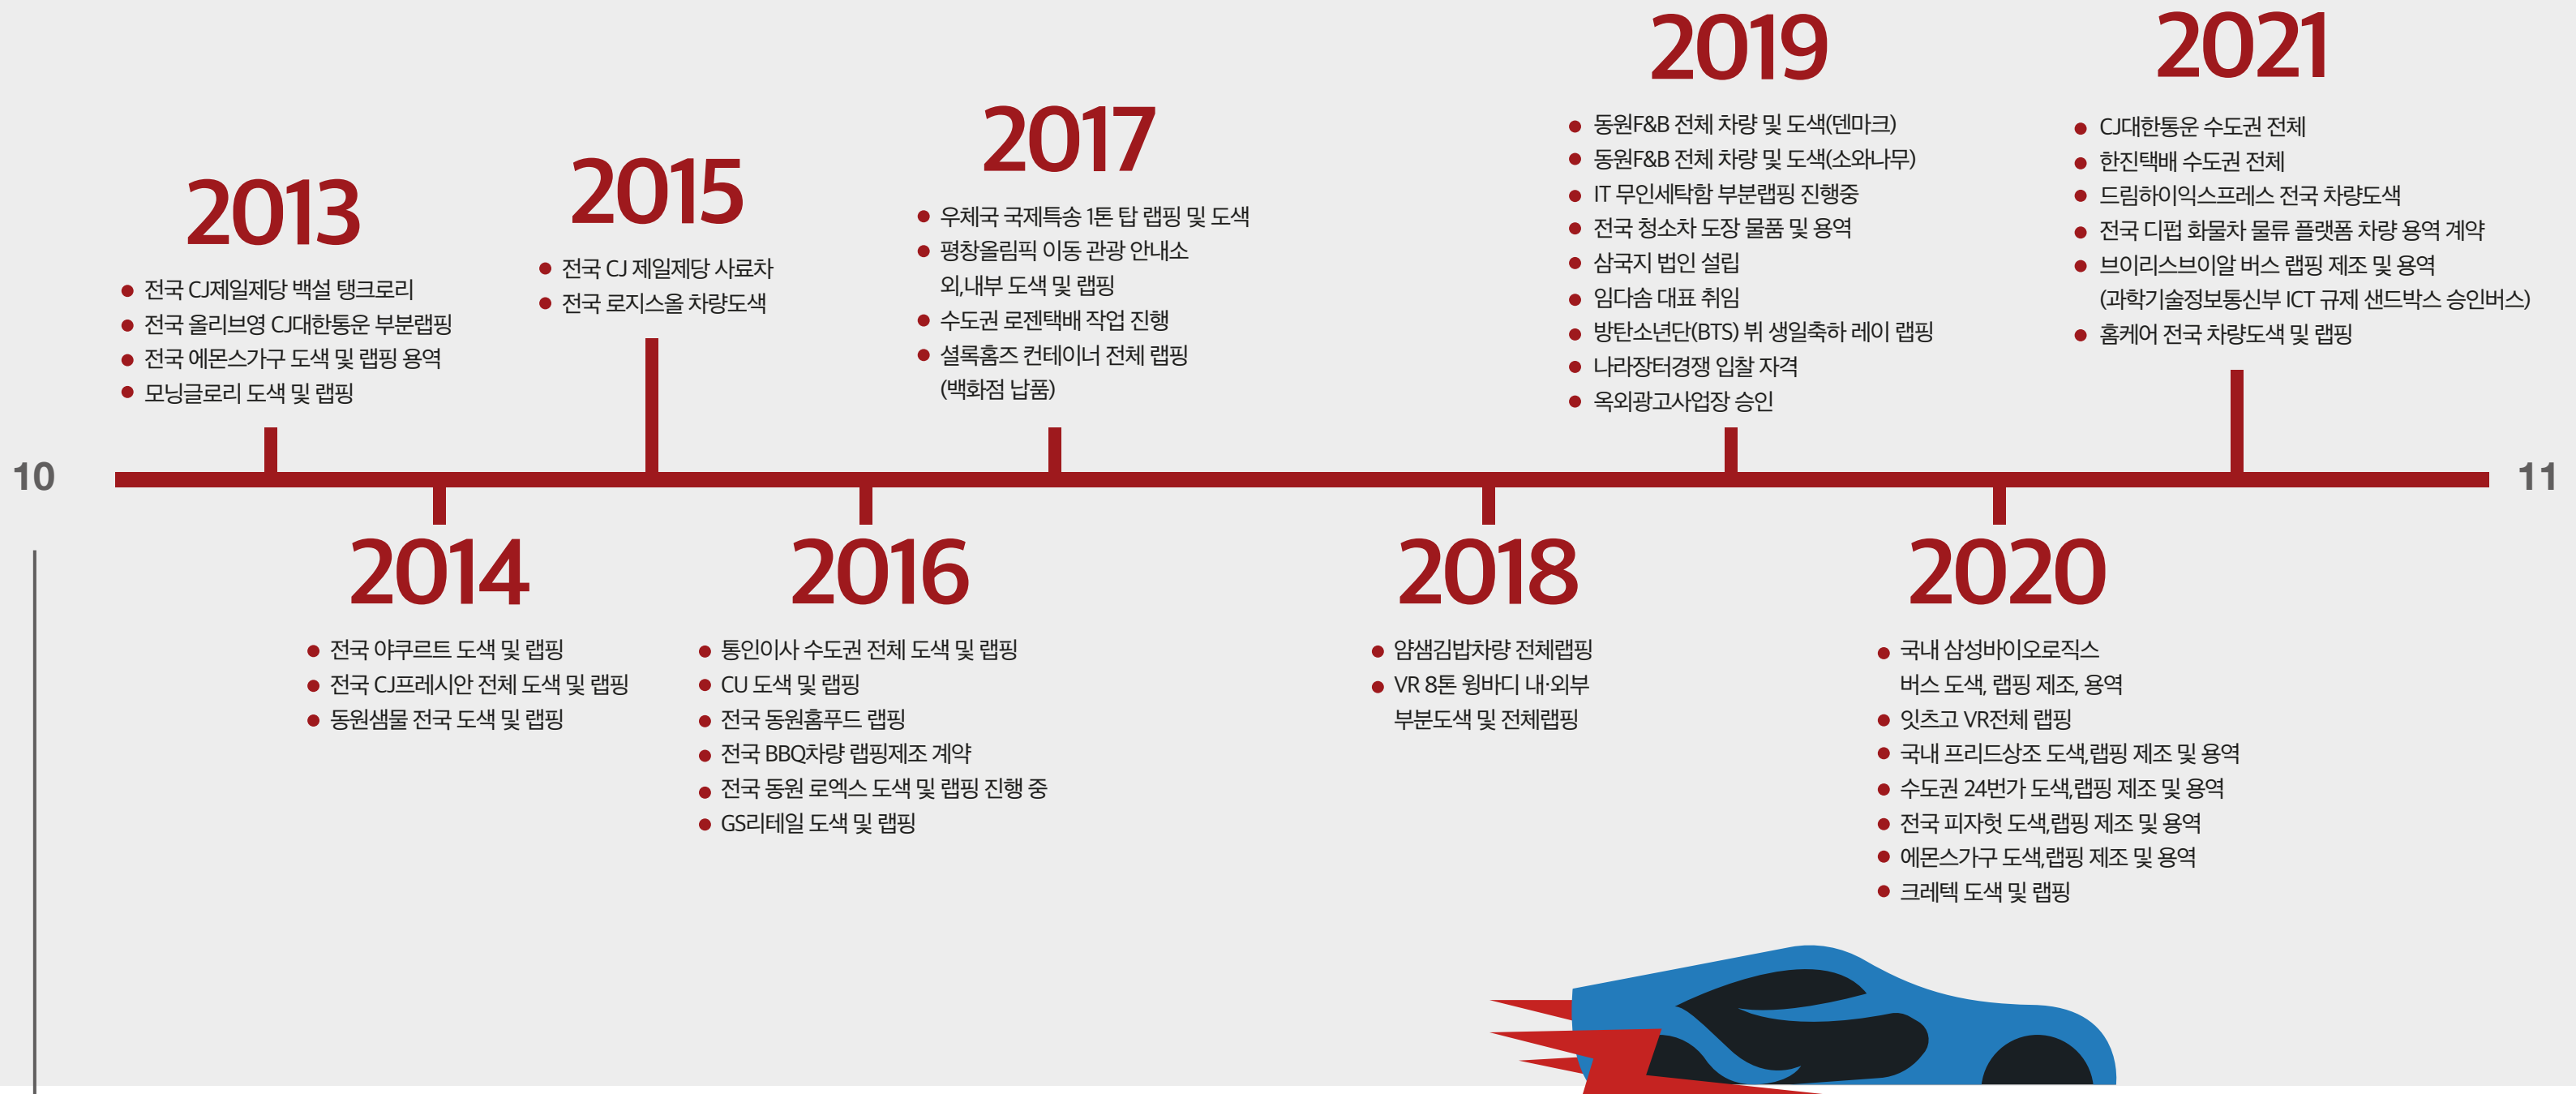 2013
전국 CJ제일제당 백설 탱크로리
전국 올리브영 CJ대한통운 부분랩핑
전국 에몬스가구 도색 및 랩핑 용역
모닝글로리 도색 및 랩핑
2015
전국 CJ 제일제당 사료차
전국 로지스올 차량도색
2017
우체국 국제특송 1톤 탑 랩핑 및 도색
평창올림픽 이동 관광 안내소
외,내부 도색 및 랩핑
수도권 로젠택배 작업 진행
셜록홈즈 컨테이너 전체 랩핑
(백화점 납품)
2019
동원F&B 전체 차량 및 도색(덴마크)
동원F&B 전체 차량 및 도색(소와나무)
IT 무인세탁함 부분랩핑 진행중
전국 청소차 도장 물품 및 용역
삼국지 법인 설립
임다솜 대표 취임
방탄소년단(BTS) 뷔 생일축하 레이 랩핑
나라장터경쟁 입찰 자격
옥외광고사업장 승인
2021
CJ대한통운 수도권 전체
한진택배 수도권 전체
드림하이익스프레스 전국 차량도색
전국 디펍 화물차 물류 플랫폼 차량 용역 계약
브이리스브이알 버스 랩핑 제조 및 용역
(과학기술정보통신부 ICT 규제 샌드박스 승인버스)
홈케어 전국 차량도색 및 랩핑
10
11
2014
전국 야쿠르트 도색 및 랩핑
전국 CJ프레시안 전체 도색 및 랩핑
동원샘물 전국 도색 및 랩핑
2016
통인이사 수도권 전체 도색 및 랩핑
CU 도색 및 랩핑
전국 동원홈푸드 랩핑
전국 BBQ차량 랩핑제조 계약
전국 동원 로엑스 도색 및 랩핑 진행 중
GS리테일 도색 및 랩핑
2018
얌샘김밥차량 전체랩핑
VR 8톤 윙바디 내·외부
부분도색 및 전체랩핑
2020
국내 삼성바이오로직스
버스 도색, 랩핑 제조, 용역
잇츠고 VR전체 랩핑
국내 프리드상조 도색,랩핑 제조 및 용역
수도권 24번가 도색,랩핑 제조 및 용역
전국 피자헛 도색,랩핑 제조 및 용역
에몬스가구 도색,랩핑 제조 및 용역
크레텍 도색 및 랩핑